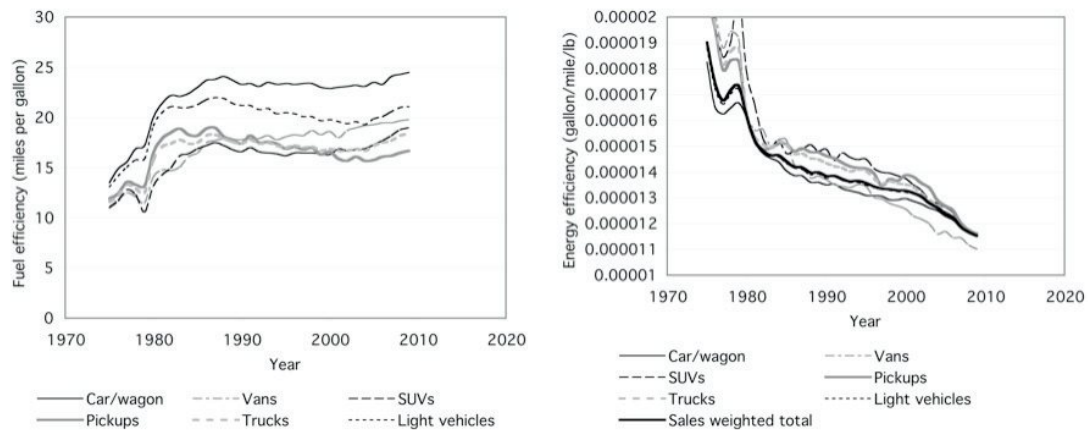 30
25
20
15
10
5
0
Fuel efficiency (miles per gallon)
1970 1980 1990 2000 2010 2020
Year
Car/wagon Vans SUVs
Pickups Trucks Light vehicles
0.00002
0.000019
0.000018
0.000017
0.000016
0.000015
0.000014
0.000013
0.000012
0.000011
0.00001
Energy efficiency (gallon/mile/lb)
1970 1980 1990 2000 2010 2020
Year
Car/wagon Vans
SUVs Pickups
Trucks Light vehicles
Sales weighted total